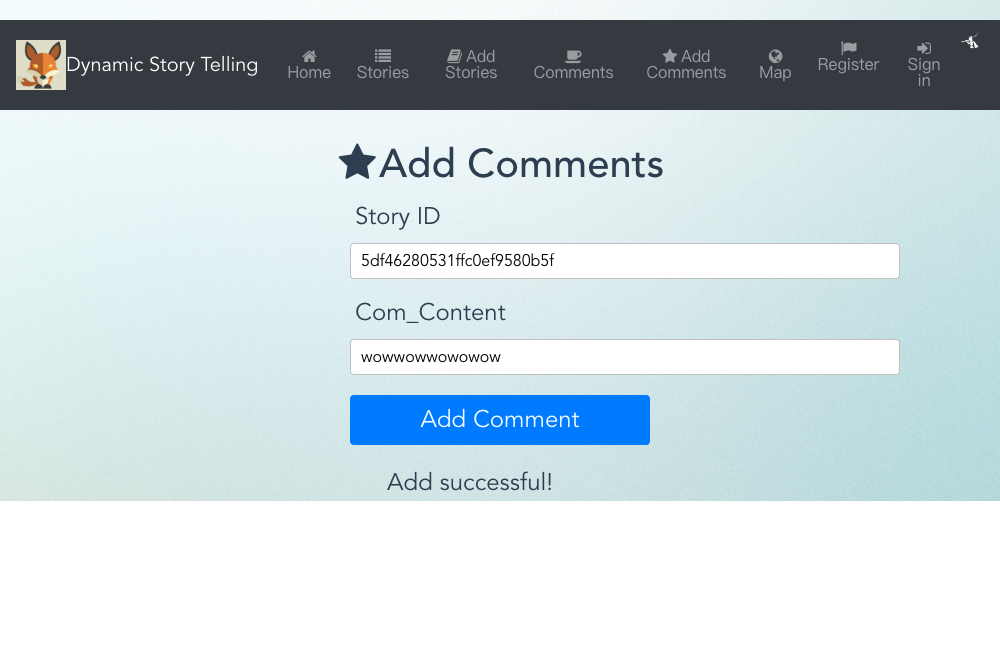 Dynamic Story Telling
Home
Stories
Add
Stories
Comments
Add
Comments
Map
Register
Sign
in
Add Comments
Story ID
5df46280531ffc0ef9580b5f
Com_Content
wowwowwowowow
Add Comment
Add successful!